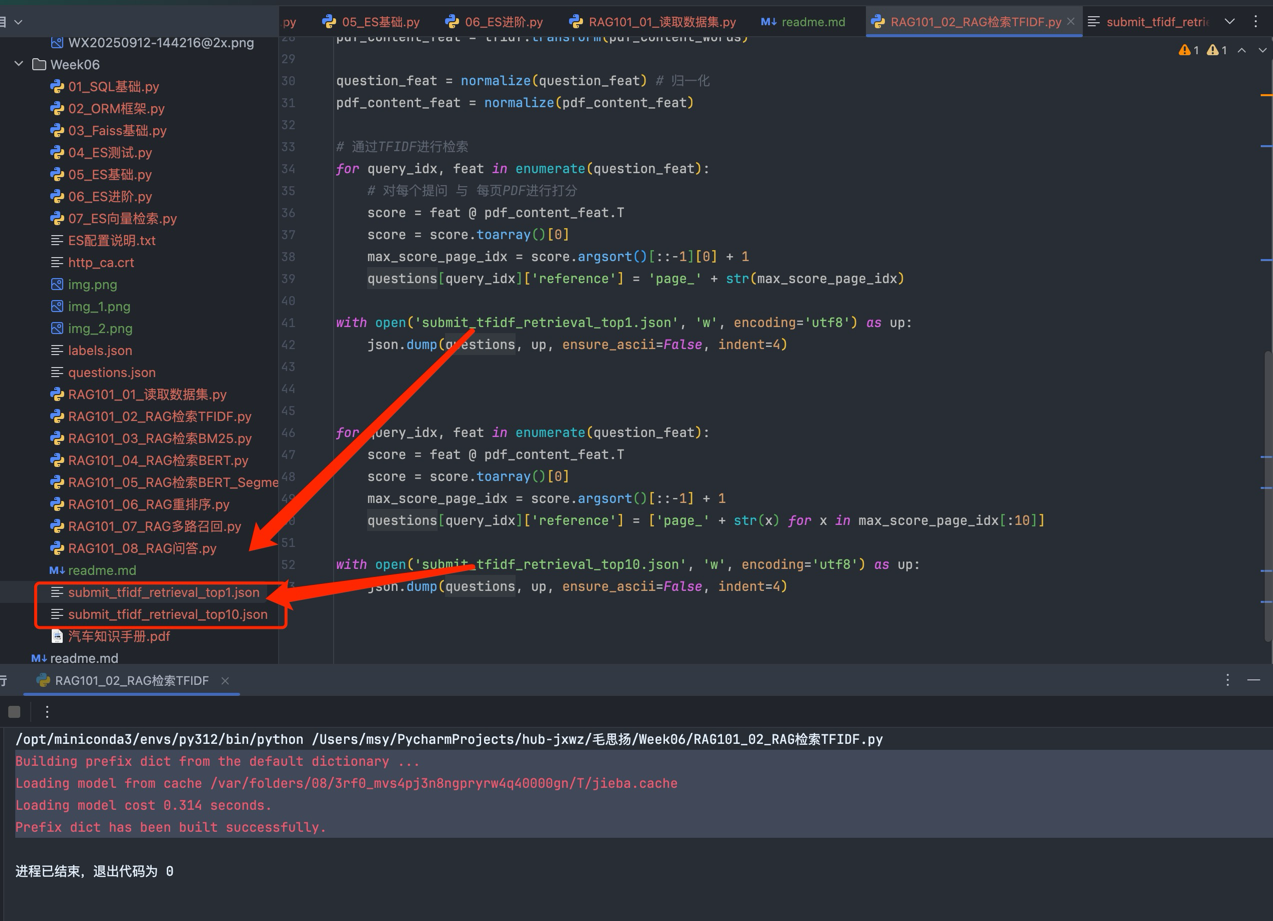 目
py
05_ES基础.py
06_ES进阶.py
RAG101_01_读取数据集.py
M↓ readme.md
RAG101_02_RAG检索TFIDF.py
submit_tfidf_retri
WX20250912-144216@2x.png
Week06
01_SQL基础.py
02_ORM框架.py
03_Faiss基础.py
04_ES测试.py
05_ES基础.py
06_ES进阶.py
07_ES向量检索.py
ES配置说明.txt
http_ca.crt
img.png
img_1.png
img_2.png
labels.json
questions.json
RAG101_01_读取数据集.py
RAG101_02_RAG检索TFIDF.py
RAG101_03_RAG检索BM25.py
RAG101_04_RAG检索BERT.py
RAG101_05_RAG检索BERT_Segme
RAG101_06_RAG重排序.py
RAG101_07_RAG多路召回.py
RAG101_08_RAG问答.py
M↓ readme.md
submit_tfidf_retrieval_top1.json
submit_tfidf_retrieval_top10.json
汽车知识手册.pdf
M↓ readme.md
1 1
28 pdf_content_feat = tfidf.transform(pdf_content_words)
29
30 question_feat = normalize(question_feat) # 归一化
31 pdf_content_feat = normalize(pdf_content_feat)
32
33 # 通过TFIDF进行检索
34 for query_idx, feat in enumerate(question_feat):
35 # 对每个提问 与 每页PDF进行打分
36 score = feat @ pdf_content_feat.T
37 score = score.toarray()[0]
38 max_score_page_idx = score.argsort()[::-1][0] + 1
39 questions[query_idx]['reference'] = 'page_' + str(max_score_page_idx)
40
41 with open('submit_tfidf_retrieval_top1.json', 'w', encoding='utf8') as up:
42 json.dump(questions, up, ensure_ascii=False, indent=4)
43
44
45
46 for query_idx, feat in enumerate(question_feat):
47 score = feat @ pdf_content_feat.T
48 score = score.toarray()[0]
49 max_score_page_idx = score.argsort()[::-1] + 1
questions[query_idx]['reference'] = ['page_' + str(x) for x in max_score_page_idx[:10]]
51
52 with open('submit_tfidf_retrieval_top10.json', 'w', encoding='utf8') as up:
json.dump(questions, up, ensure_ascii=False, indent=4)
行
RAG101_02_RAG检索TFIDF
/opt/miniconda3/envs/py312/bin/python /Users/msy/PycharmProjects/hub-jxwz/毛思扬/Week06/RAG101_02_RAG检索TFIDF.py
Building prefix dict from the default dictionary ...
Loading model from cache /var/folders/08/3rf0_mvs4pj3n8ngpryrw4q40000gn/T/jieba.cache
Loading model cost 0.314 seconds.
Prefix dict has been built successfully.
进程已结束，退出代码为 0